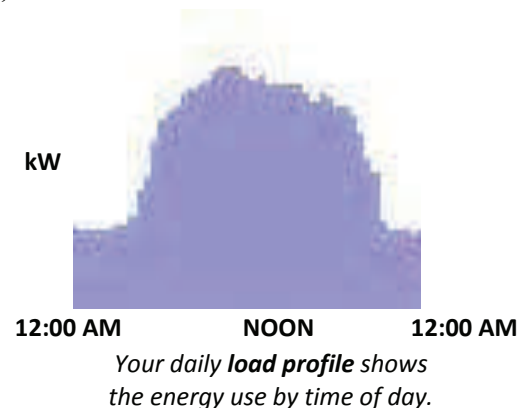 kW
12:00 AM NOON 12:00 AM
Your daily load profile shows
the energy use by time of day.